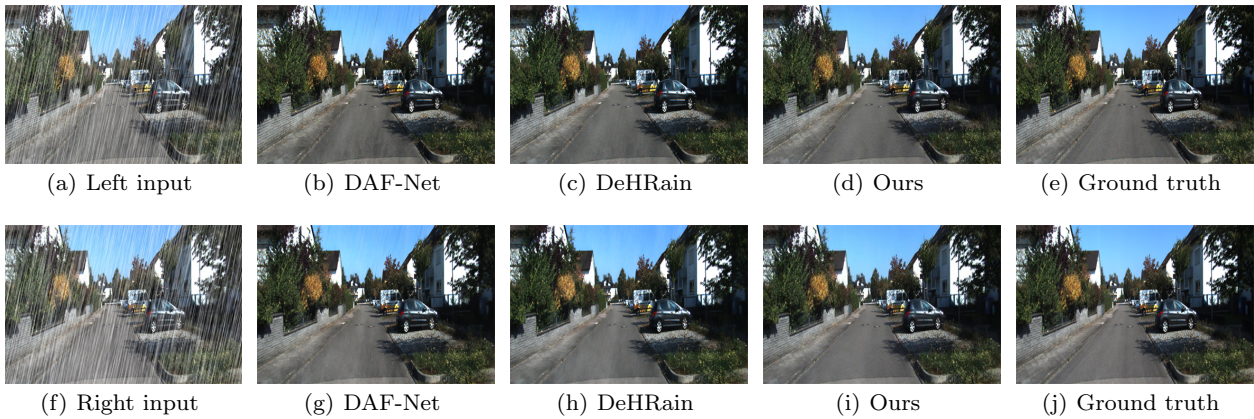 (a) Left input
(b) DAF-Net
(c) DeHRain
(d) Ours
(e) Ground truth
(f) Right input
(g) DAF-Net
(h) DeHRain
(i) Ours
(j) Ground truth